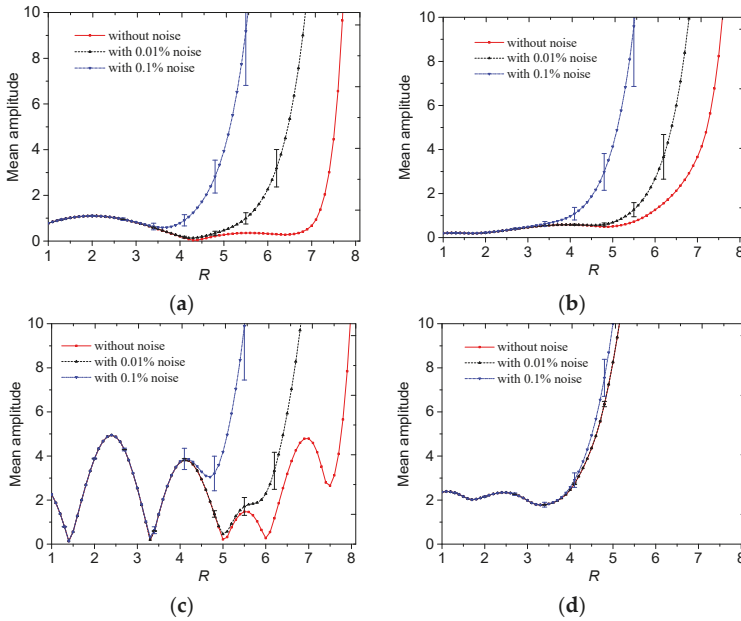 10
8
6
4
2
0
Mean amplitude
without noise
with 0.01% noise
with 0.1% noise
1 2 3 4 5 6 7 8
R
(a)
10
8
6
4
2
0
Mean amplitude
without noise
with 0.01% noise
with 0.1% noise
1 2 3 4 5 6 7 8
R
(b)
10
8
6
4
2
0
Mean amplitude
without noise
with 0.01% noise
with 0.1% noise
1 2 3 4 5 6 7 8
R
(c)
10
8
6
4
2
0
Mean amplitude
without noise
with 0.01% noise
with 0.1% noise
1 2 3 4 5 6 7 8
R
(d)